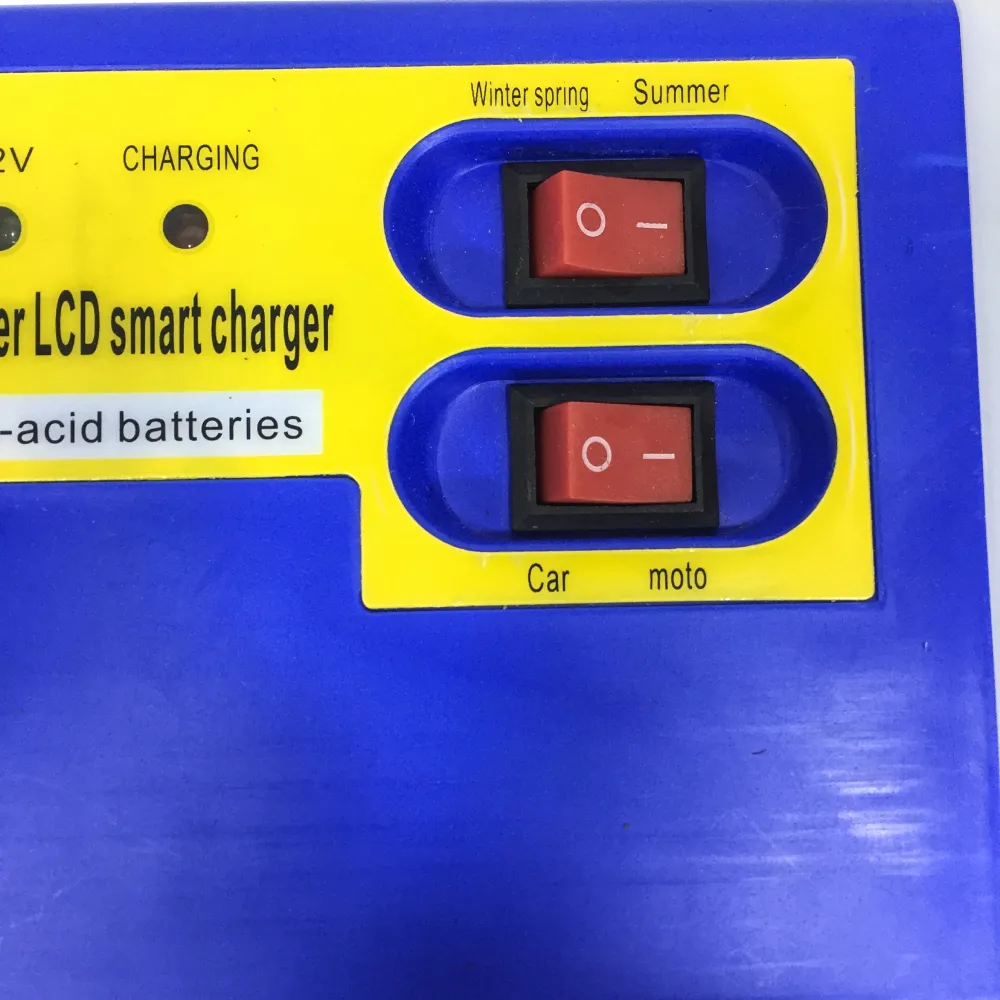 Winter spring Summer
2V CHARGING
O —
er LCD smart charger
-acid batteries
O —
Car moto